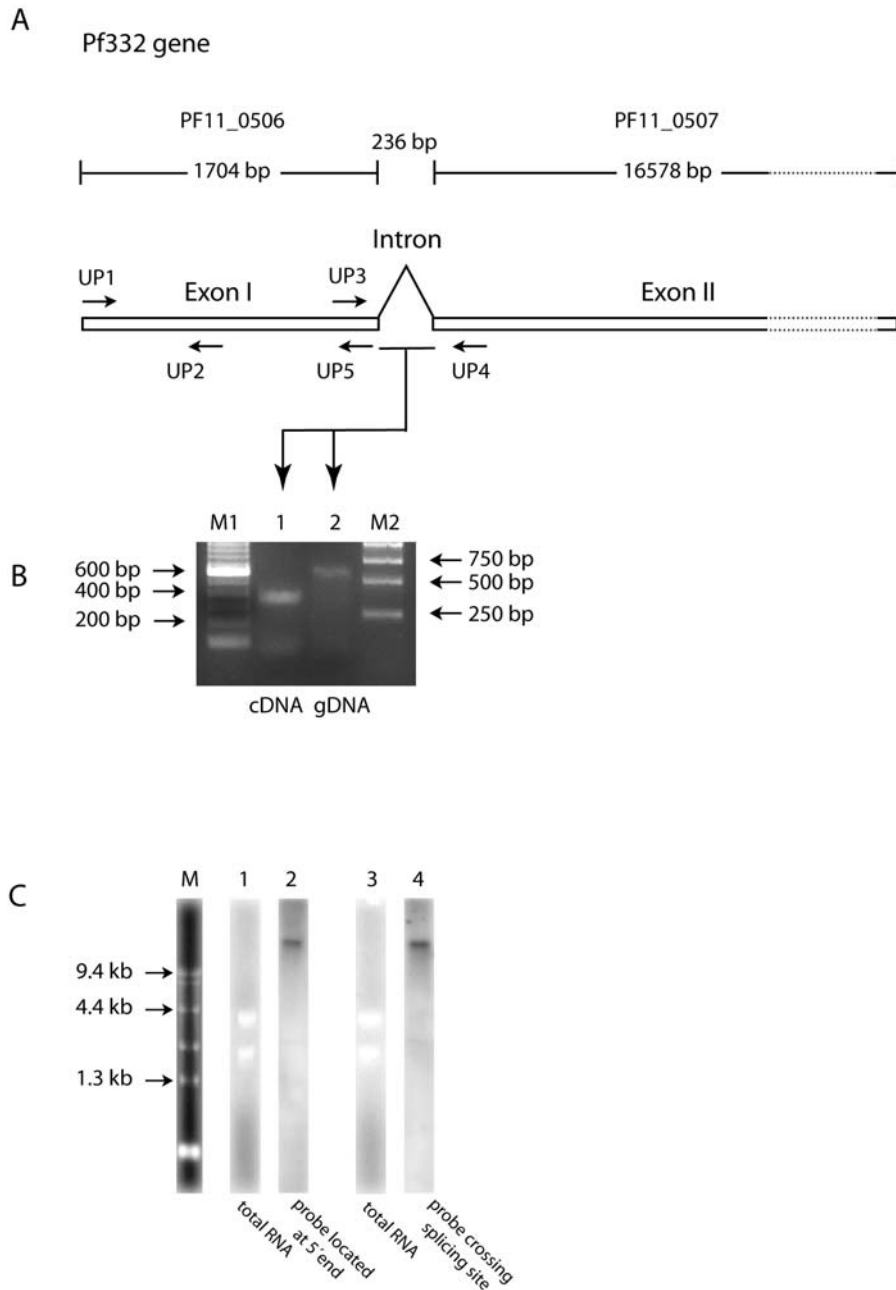 A
Pf332 gene
PF11_0506
236 bp
PF11_0507
1704 bp
16578 bp
Intron
UP1
Exon I
UP3
Exon II
UP2
UP5
UP4
M1 1 2 M2
B
600 bp
400 bp
200 bp
750 bp
500 bp
250 bp
cDNA gDNA
C
M 1 2 3 4
9.4 kb
4.4 kb
1.3 kb
total RNA
probe located
at 5´end
total RNA
probe crossing
splicing site